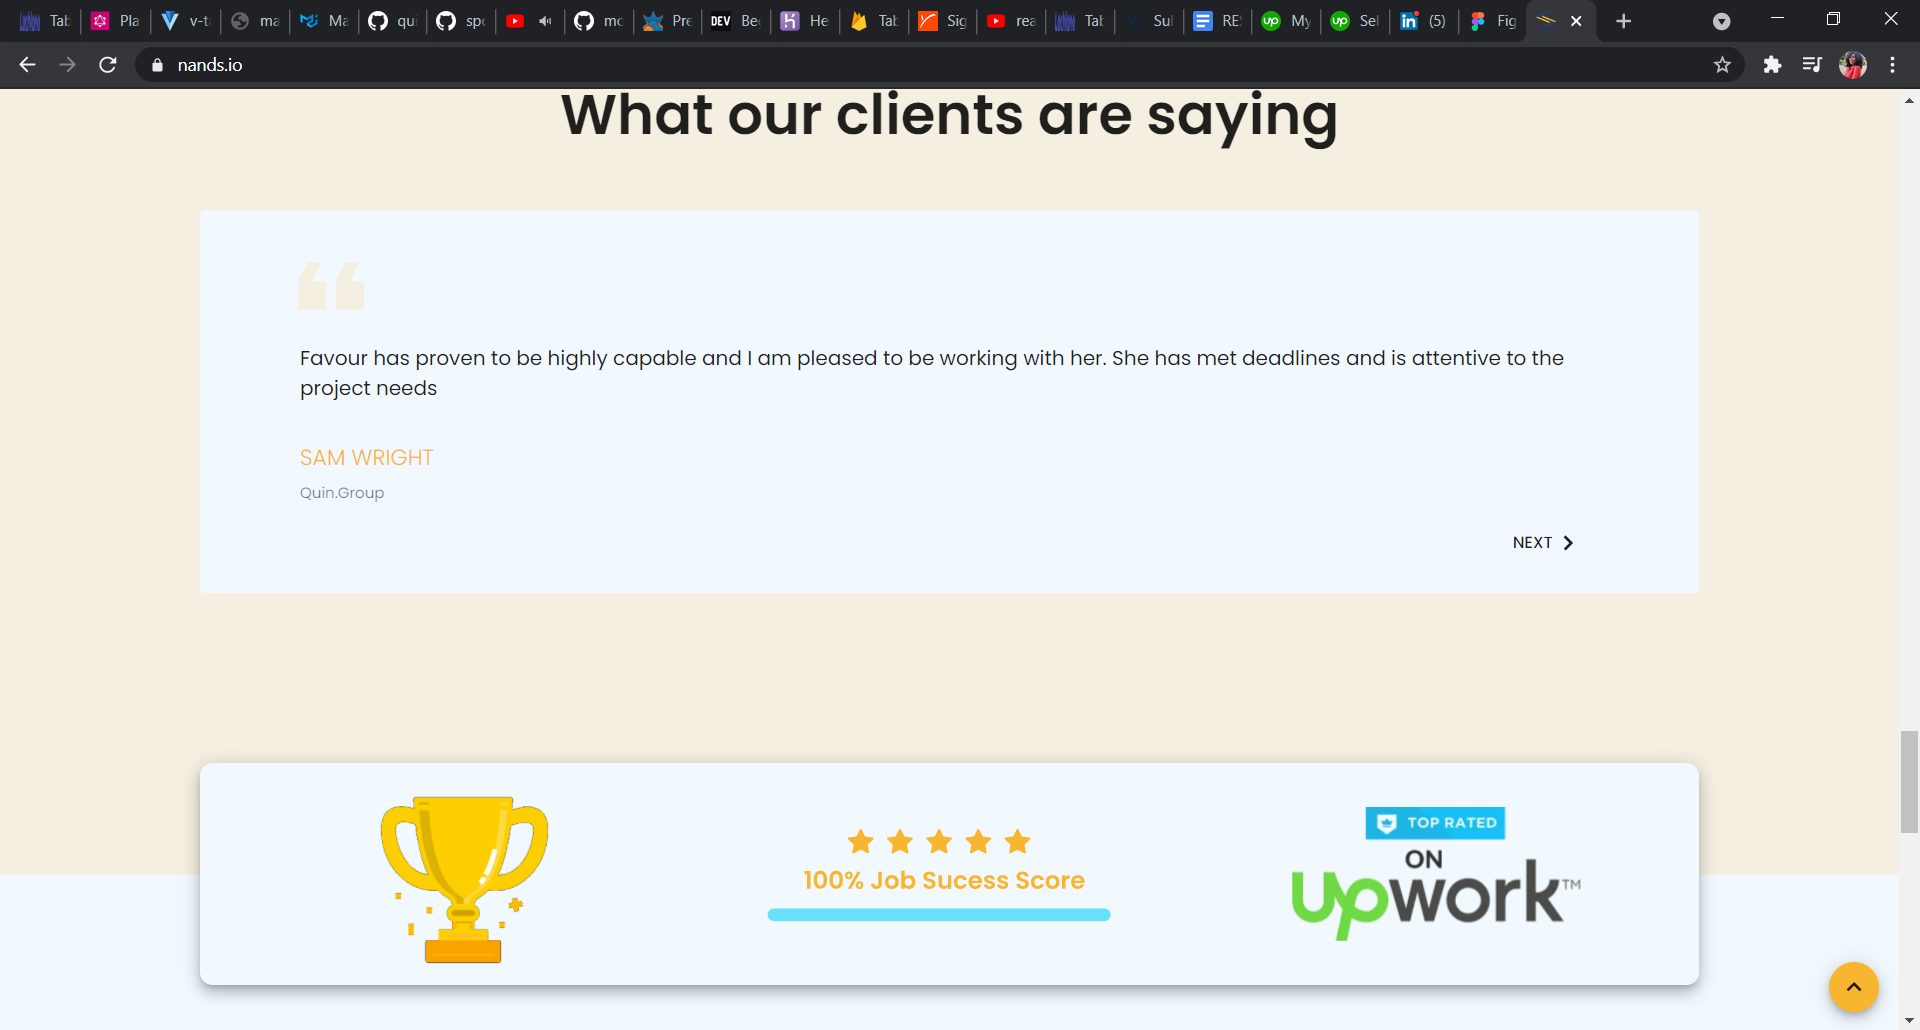 Tab Pla v-t ma Ma qui spo mc Pre DEV Be He Tab Sig rea Tab Sul RE My Sel (5) Fig
nands.io
What our clients are saying
Favour has proven to be highly capable and I am pleased to be working with her. She has met deadlines and is attentive to the
project needs
SAM WRIGHT
Quin.Group
NEXT
TOP RATED
ON
upwork™
100% Job Sucess Score